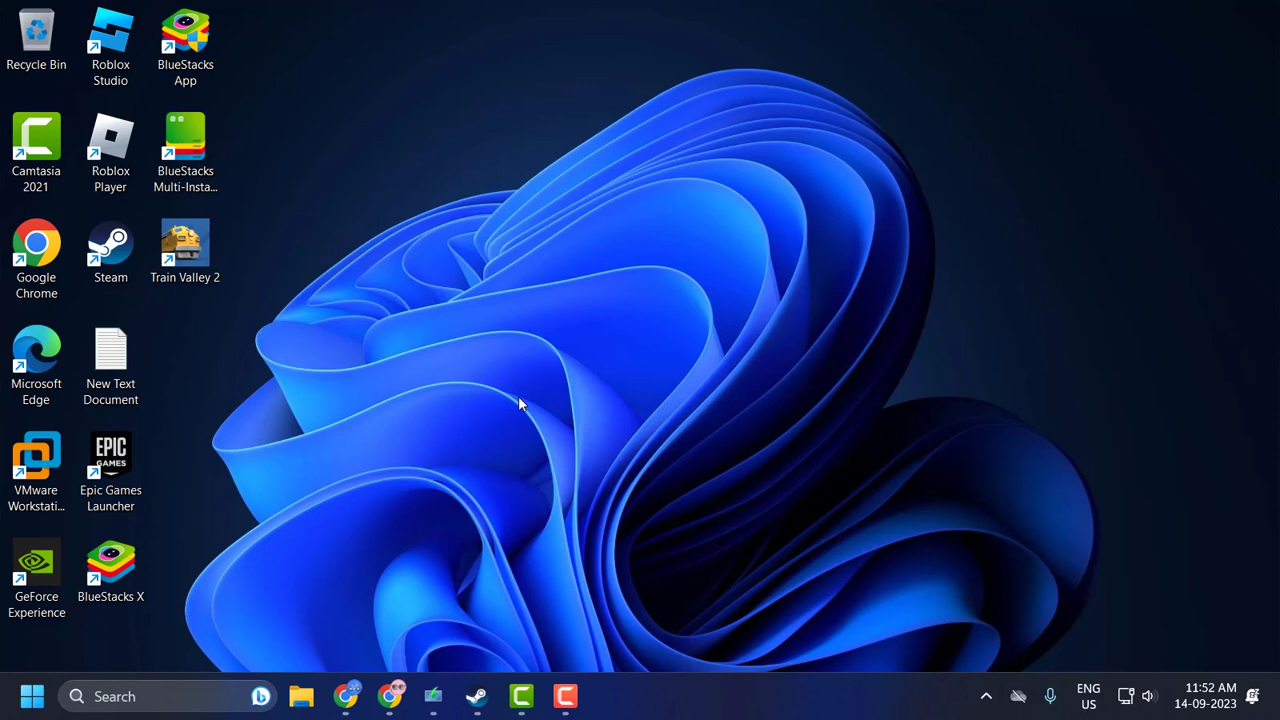 Recycle Bin
Roblox
Studio
BlueStacks
App
Camtasia
2021
Roblox
Player
BlueStacks
Multi-Insta...
Google
Chrome
Steam
Train Valley 2
Microsoft
Edge
New Text
Document
VMware
Workstati...
EPIC
GAMES
Epic Games
Launcher
GeForce
Experience
BlueStacks X
Search
ENG
US
11:52 AM
14-09-2023